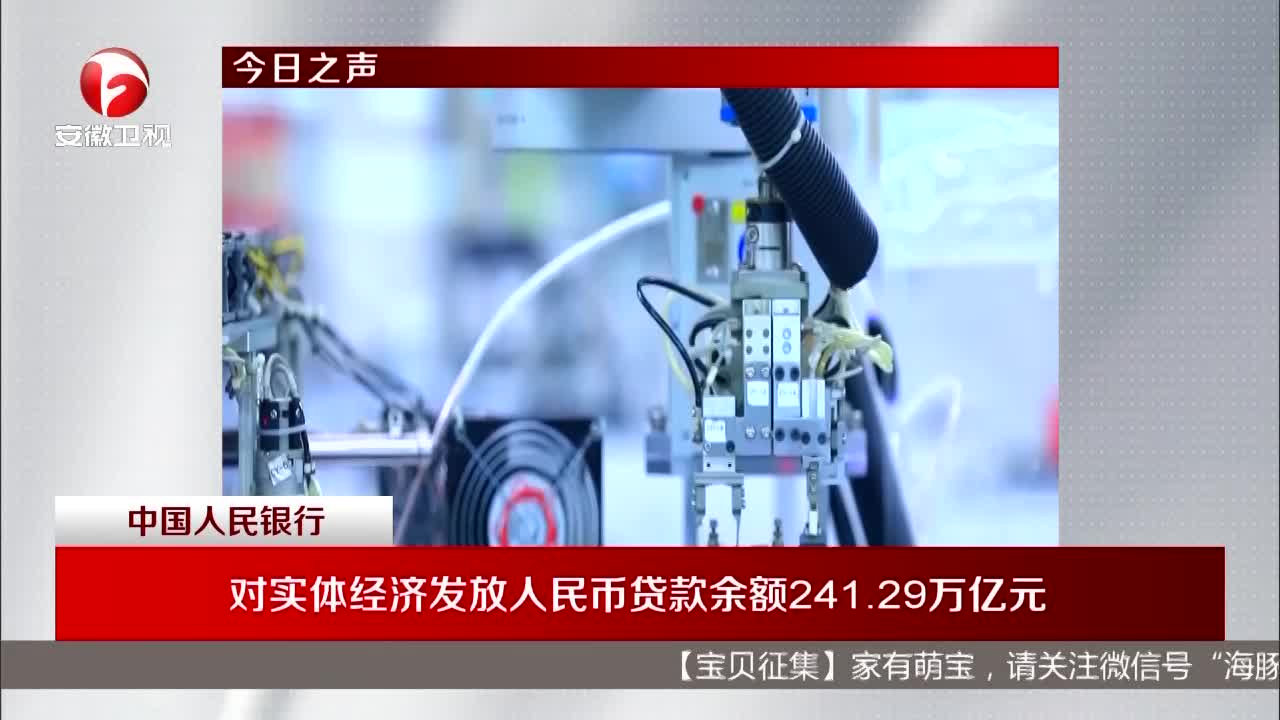 今日之声
安徽卫视
中国人民银行
对实体经济发放人民币贷款余额241.29万亿元
【宝贝征集】家有萌宝，请关注微信号“海豚